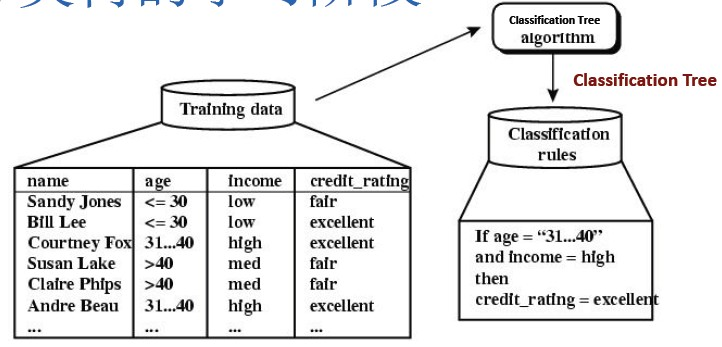 Classification Tree
algorithm
Classification Tree
Training data
Classification
rules
name age income credit_rating
Sandy Jones <= 30 low fair
Bill Lee <= 30 low excellent
Courtney Fox 31...40 high excellent
Susan Lake >40 med fair
Claire Phips >40 med fair
Andre Beau 31...40 high excellent
... ... ... ...
If age = “31...40”
and income = high
then
credit_rating = excellent